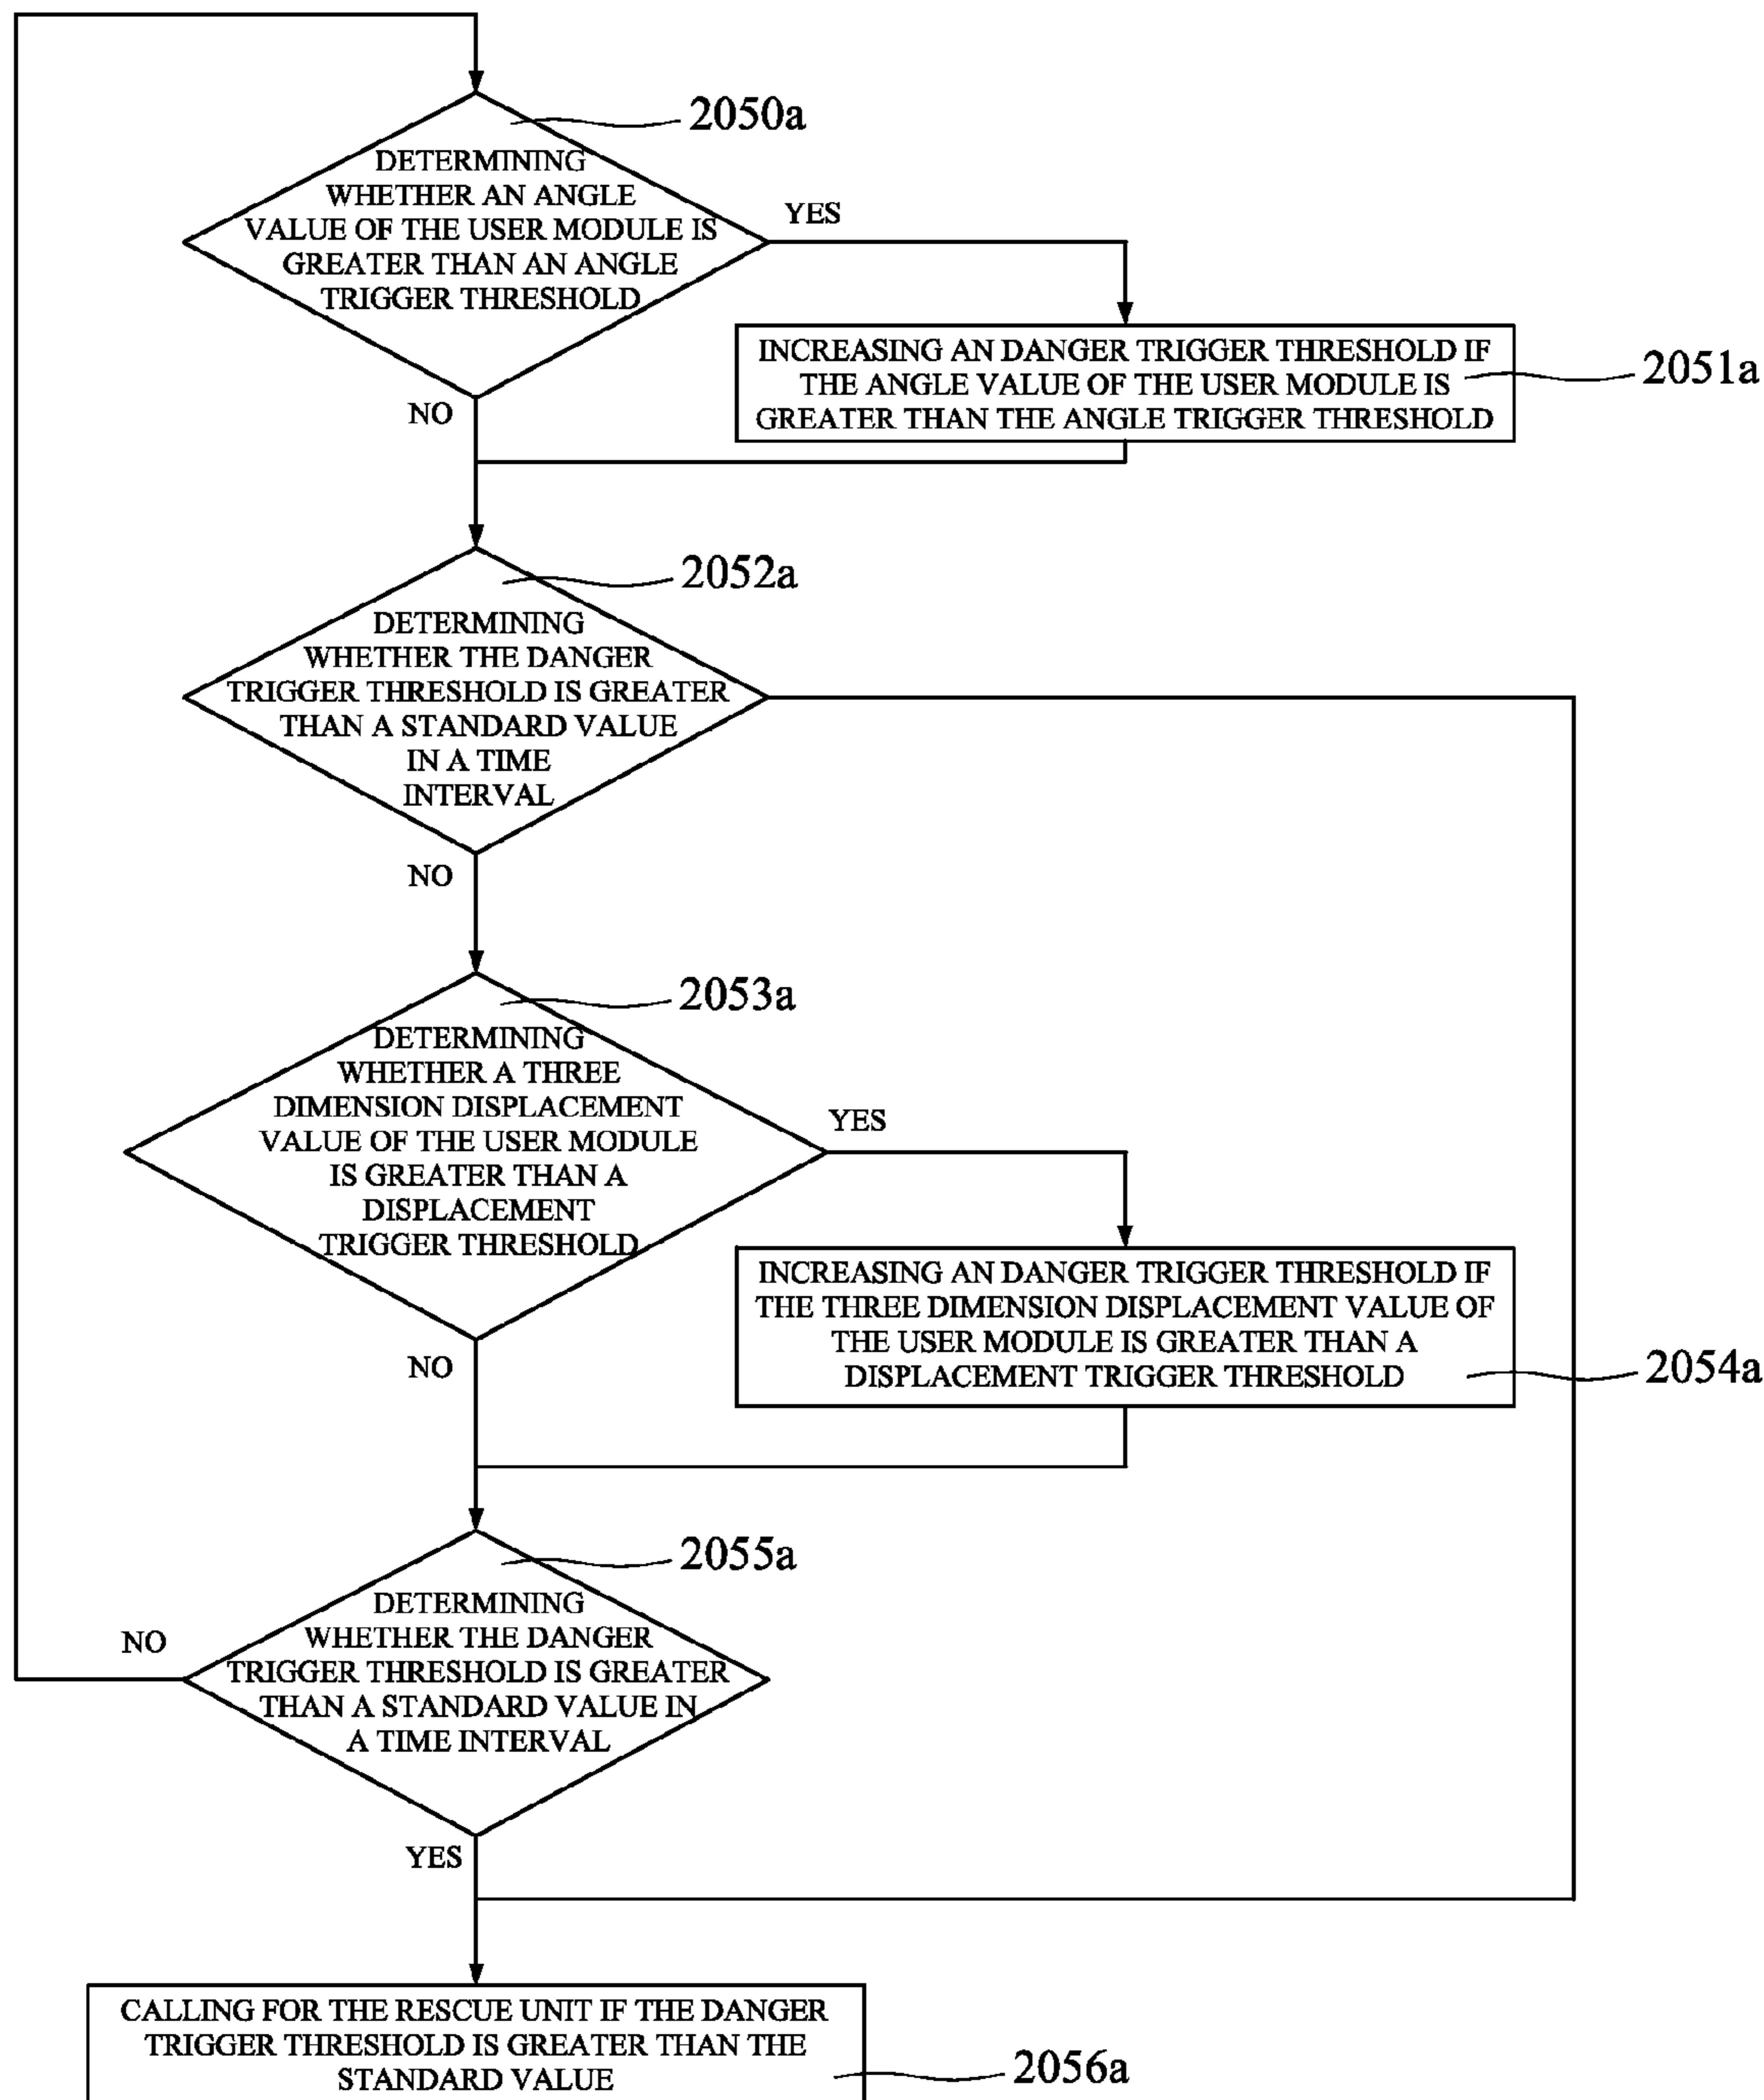 2050a
DETERMINING
WHETHER AN ANGLE
VALUE OF THE USER MODULE IS
GREATER THAN AN ANGLE
TRIGGER THRESHOLD
YES
NO
INCREASING AN DANGER TRIGGER THRESHOLD IF
THE ANGLE VALUE OF THE USER MODULE IS
GREATER THAN THE ANGLE TRIGGER THRESHOLD
2051a
2052a
DETERMINING
WHETHER THE DANGER
TRIGGER THRESHOLD IS GREATER
THAN A STANDARD VALUE
IN A TIME
INTERVAL
NO
2053a
DETERMINING
WHETHER A THREE
DIMENSION DISPLACEMENT
VALUE OF THE USER MODULE
IS GREATER THAN A
DISPLACEMENT
TRIGGER THRESHOLD
YES
NO
INCREASING AN DANGER TRIGGER THRESHOLD IF
THE THREE DIMENSION DISPLACEMENT VALUE OF
THE USER MODULE IS GREATER THAN A
DISPLACEMENT TRIGGER THRESHOLD
2054a
2055a
DETERMINING
WHETHER THE DANGER
TRIGGER THRESHOLD IS GREATER
THAN A STANDARD VALUE IN
A TIME INTERVAL
NO
YES
CALLING FOR THE RESCUE UNIT IF THE DANGER
TRIGGER THRESHOLD IS GREATER THAN THE
STANDARD VALUE
2056a